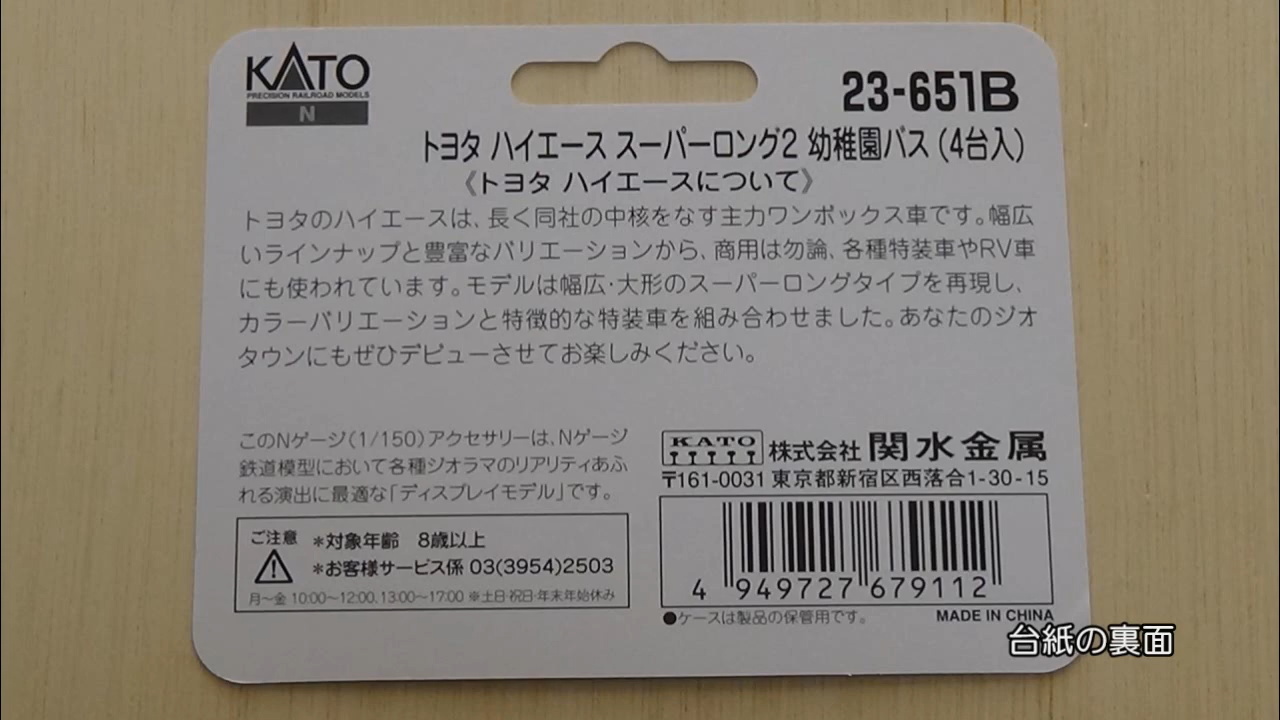 KATO
PRECISION RAILROAD MODELS
N
23-651B
トヨタ ハイエース スーパーロング2 幼稚園バス(4台入)
《トヨタ ハイエースについて》
トヨタのハイエースは、長く同社の中核をなす主力ワンボックス車です。幅広
いラインナップと豊富なバリエーションから、商用は勿論、各種特装車やRV車
にも使われています。モデルは幅広・大形のスーパーロングタイプを再現し、
カラーバリエーションと特徴的な特装車を組み合わせました。あなたのジオ
タウンにもぜひデビューさせてお楽しみください。
このNゲージ(1/150)アクセサリーは、Nゲージ
鉄道模型において各種ジオラマのリアリティあふ
れる演出に最適な「ディスプレイモデル」です。
ご注意
*対象年齢 8歳以上
*お客様サービス係 03(3954)2503
月〜金 10:00〜12:00、13:00〜17:00 ※土日・祝日・年末年始休み
KATO
株式会社 関水金属
〒161-0031 東京都新宿区西落合1-30-15
4 949727 679112
●ケースは製品の保管用です。
MADE IN CHINA
台紙の裏面